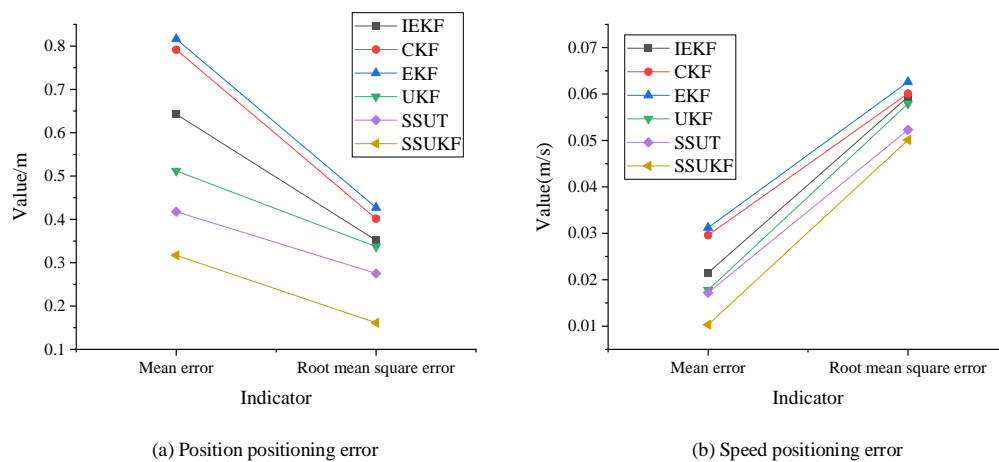 0.8
0.7
0.6
0.5
0.4
0.3
0.2
0.1
Value/m
IEKF
CKF
EKF
UKF
SSUT
SSUKF
Mean error
Root mean square error
Indicator
(a) Position positioning error
0.07
0.06
0.05
0.04
0.03
0.02
0.01
Value(m/s)
IEKF
CKF
EKF
UKF
SSUT
SSUKF
Mean error
Root mean square error
Indicator
(b) Speed positioning error